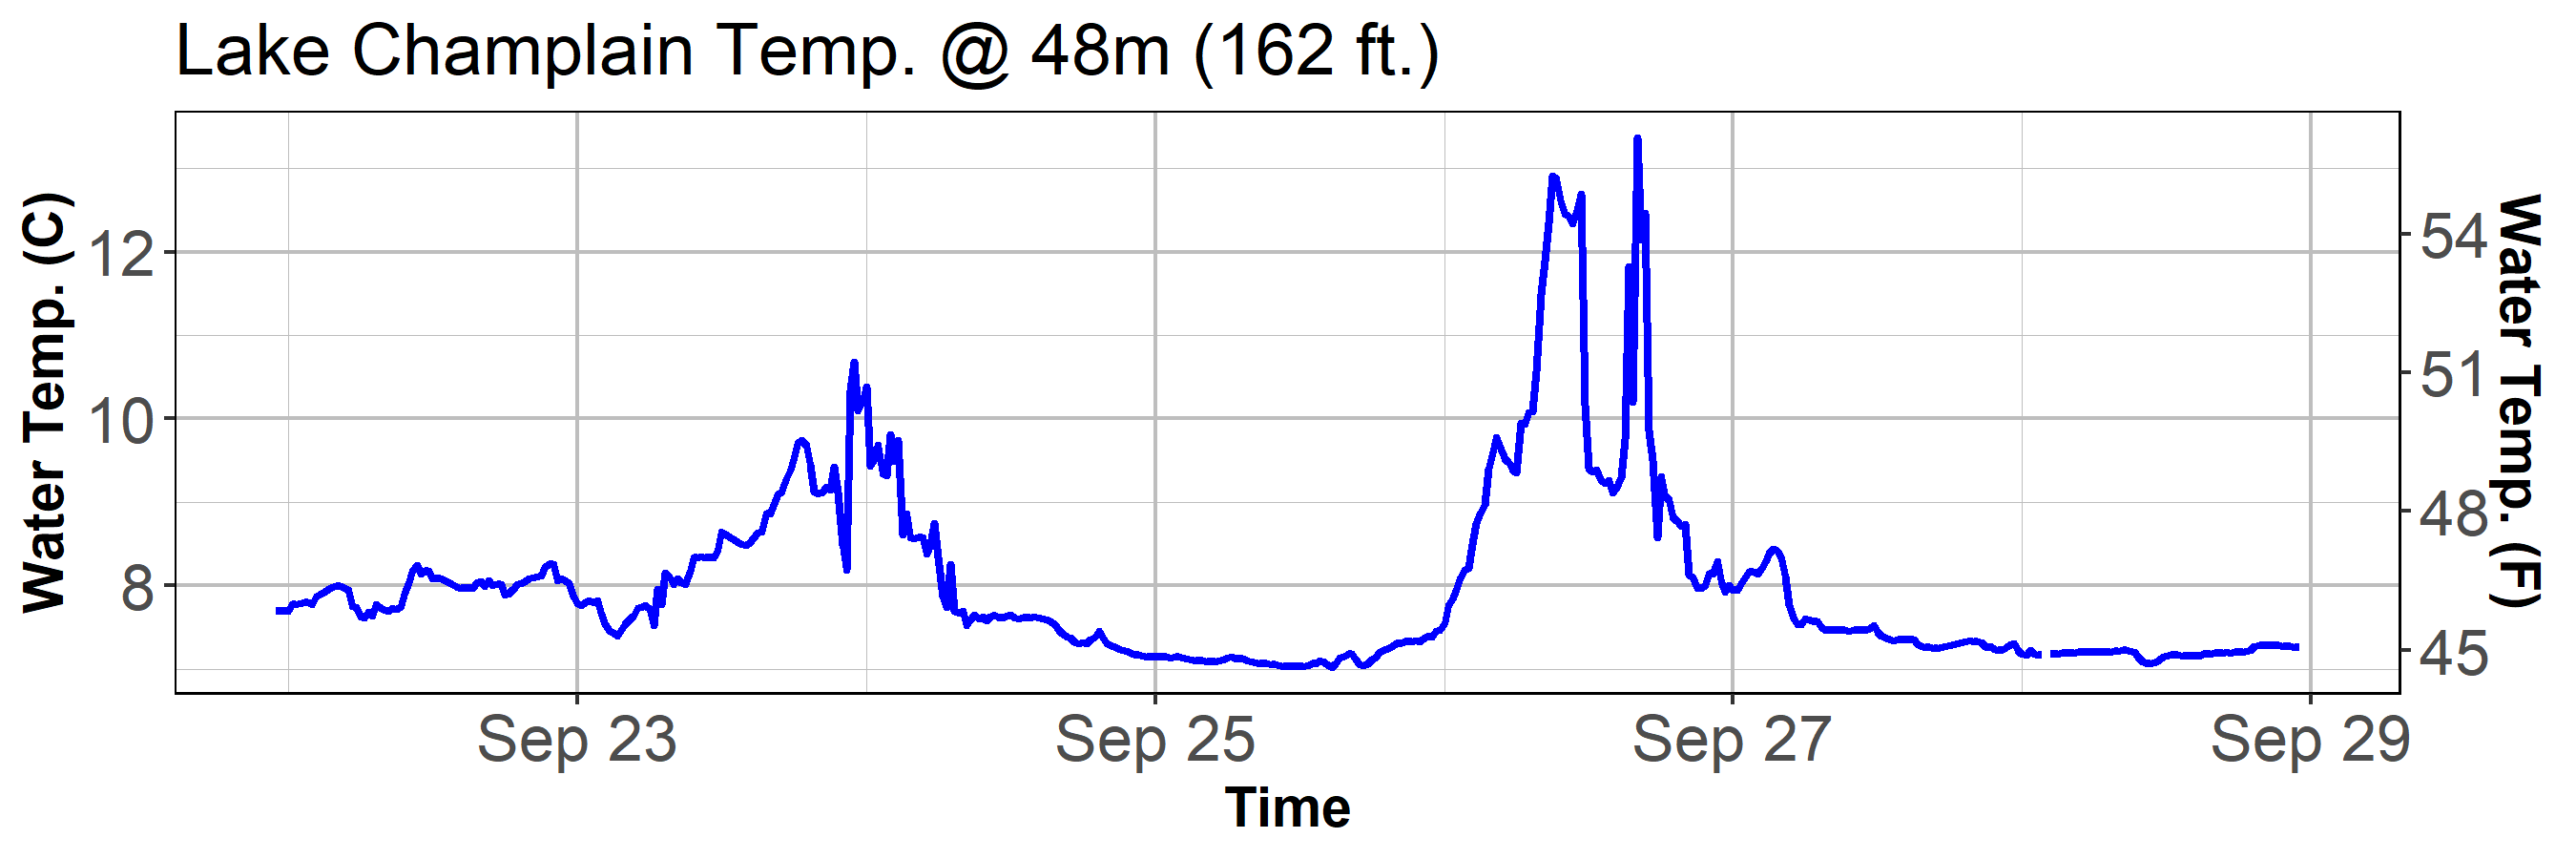 Lake Champlain Temp. @ 48m (162 ft.)
Water Temp. (C)
12
10
8
54
51
48
45
Water Temp. (F)
Sep 23
Sep 25
Sep 27
Sep 29
Time